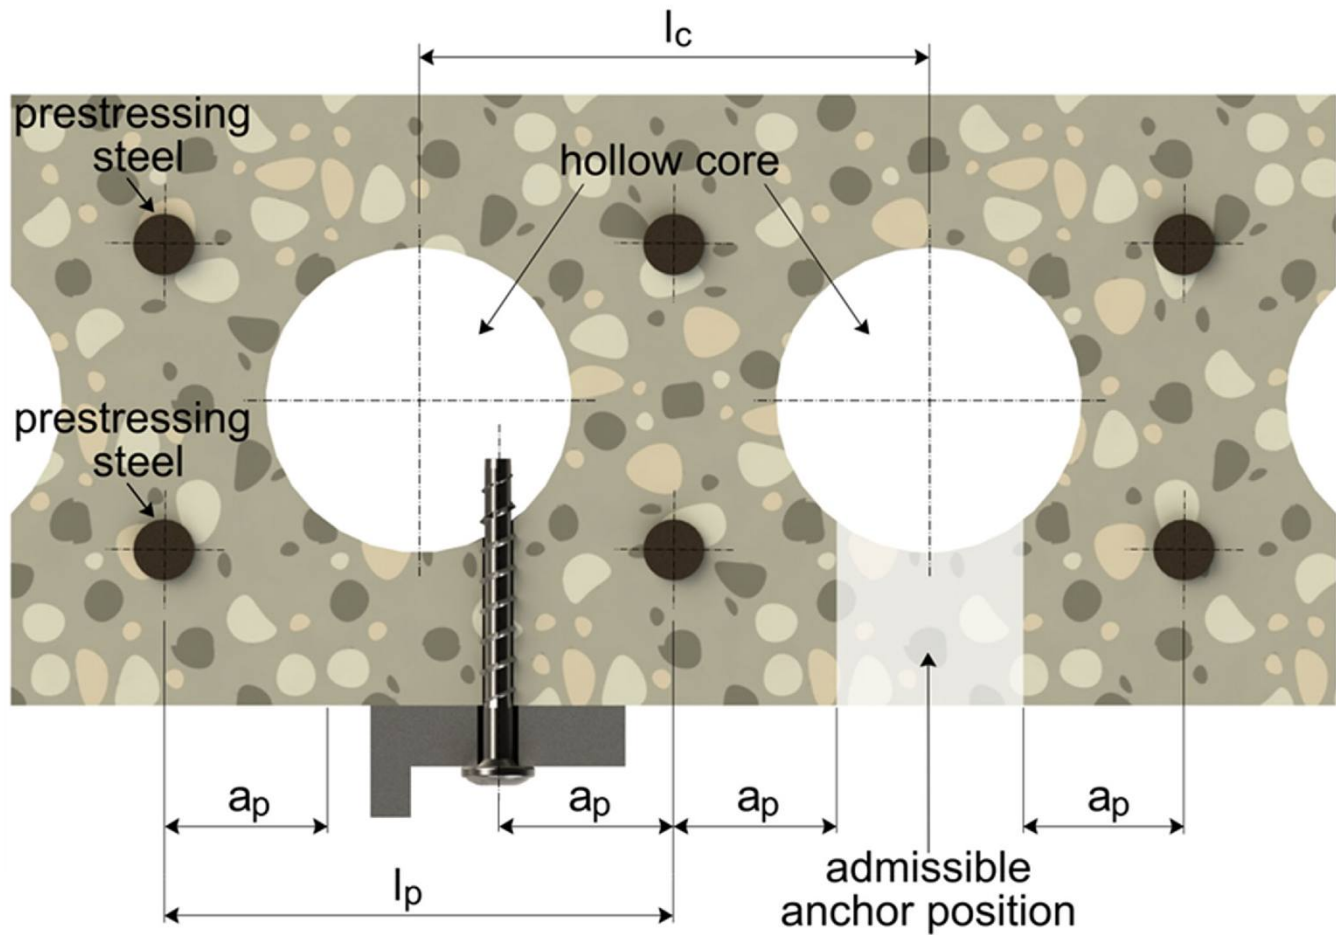 lc
prestressing
steel
hollow core
prestressing
steel
ap
ap
ap
ap
lp
admissible
anchor position